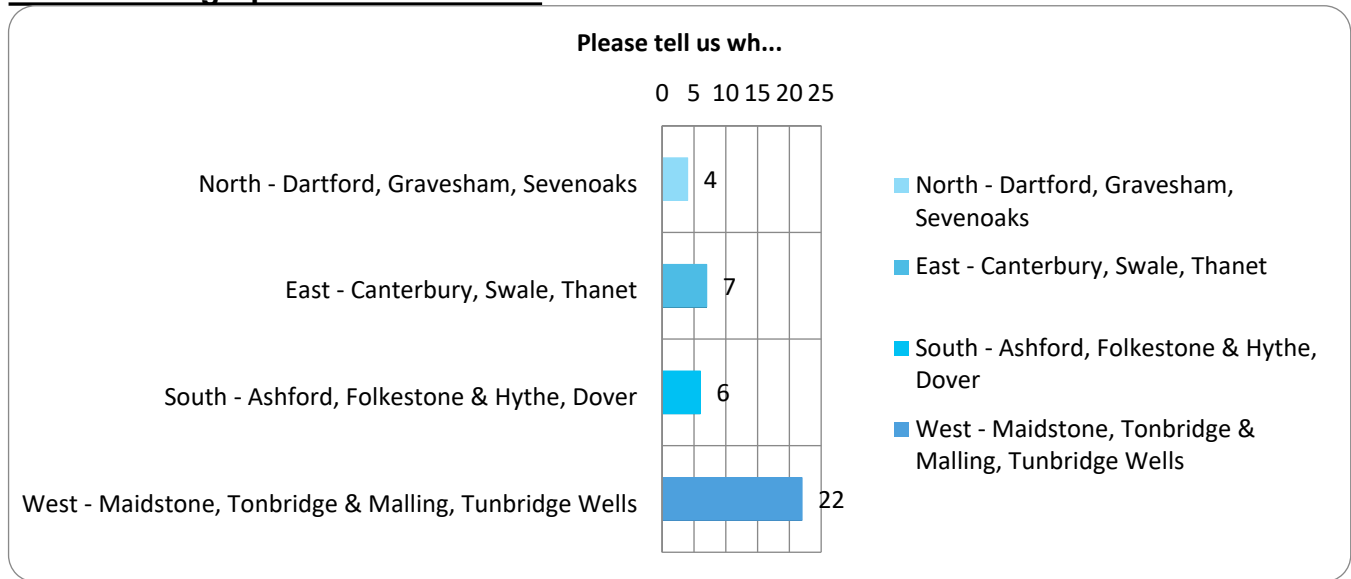 Please tell us wh...
0 5 10 15 20 25
North - Dartford, Gravesham, Sevenoaks 4
East - Canterbury, Swale, Thanet 7
South - Ashford, Folkestone & Hythe, Dover 6
West - Maidstone, Tonbridge & Malling, Tunbridge Wells 22
North - Dartford, Gravesham,
Sevenoaks
East - Canterbury, Swale, Thanet
South - Ashford, Folkestone & Hythe,
Dover
West - Maidstone, Tonbridge &
Malling, Tunbridge Wells